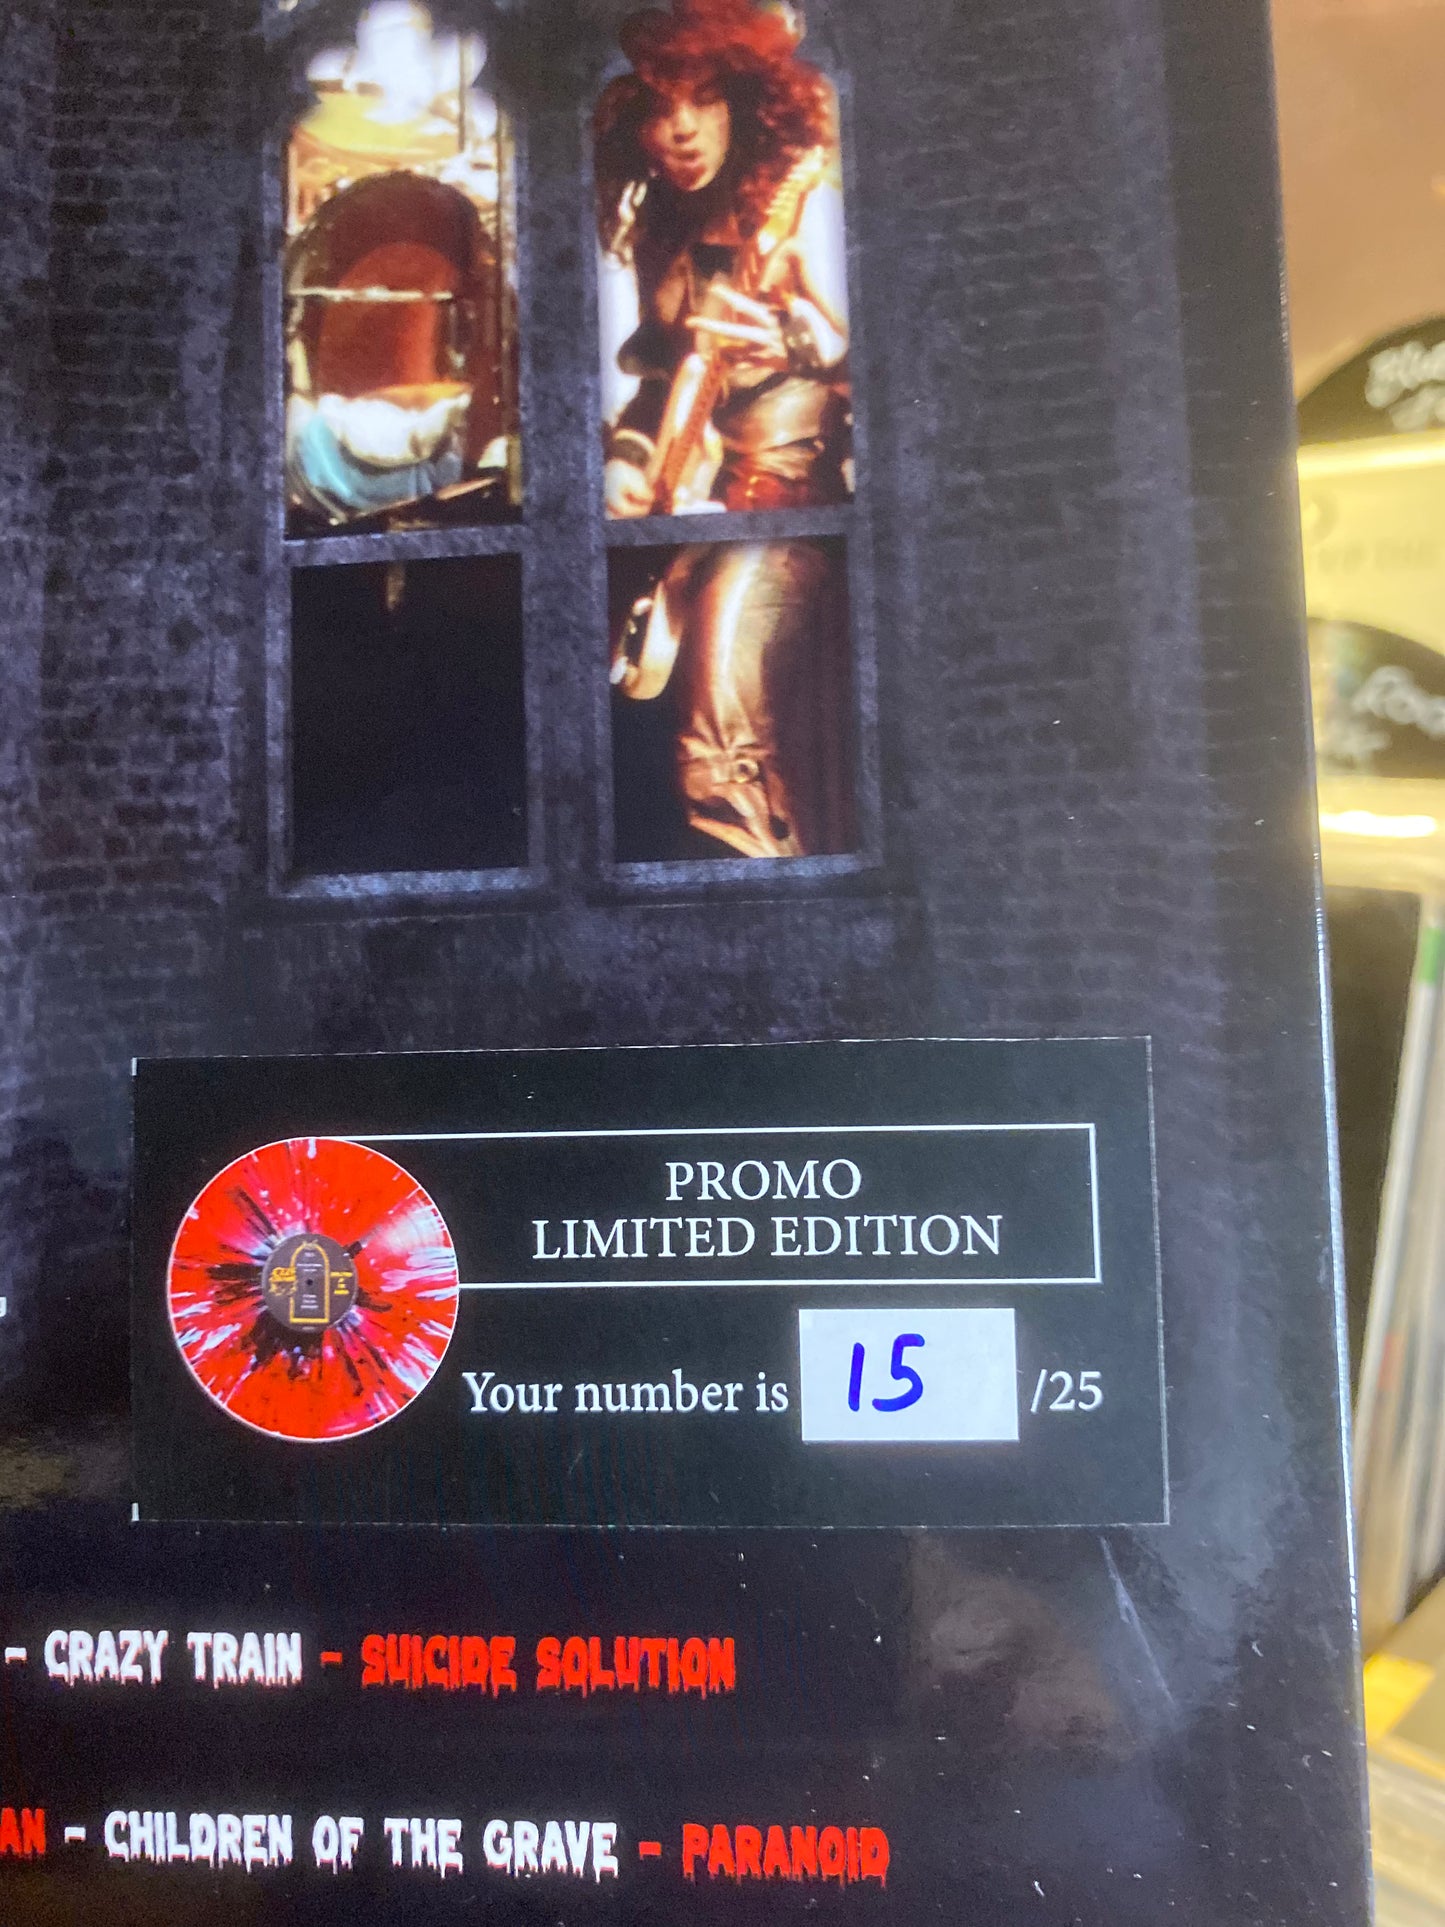 PROMO
LIMITED EDITION
Your number is 15 /25
- CRAZY TRAIN - SUICIDE SOLUTION
AN - CHILDREN OF THE GRAVE - PARANOID